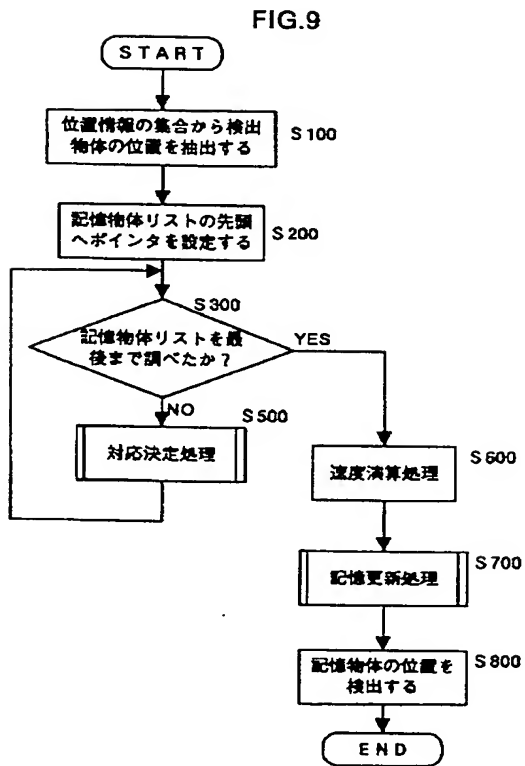 FIG.9
START
位置情報の集合から検出
物体の位置を抽出する
S100
記憶物体リストの先頭
へポインタを設定する
S200
S300
記憶物体リストを最
後まで調べたか?
YES
NO
S500
対応決定処理
S600
速度演算処理
S700
記憶更新処理
S800
記憶物体の位置を
検出する
END